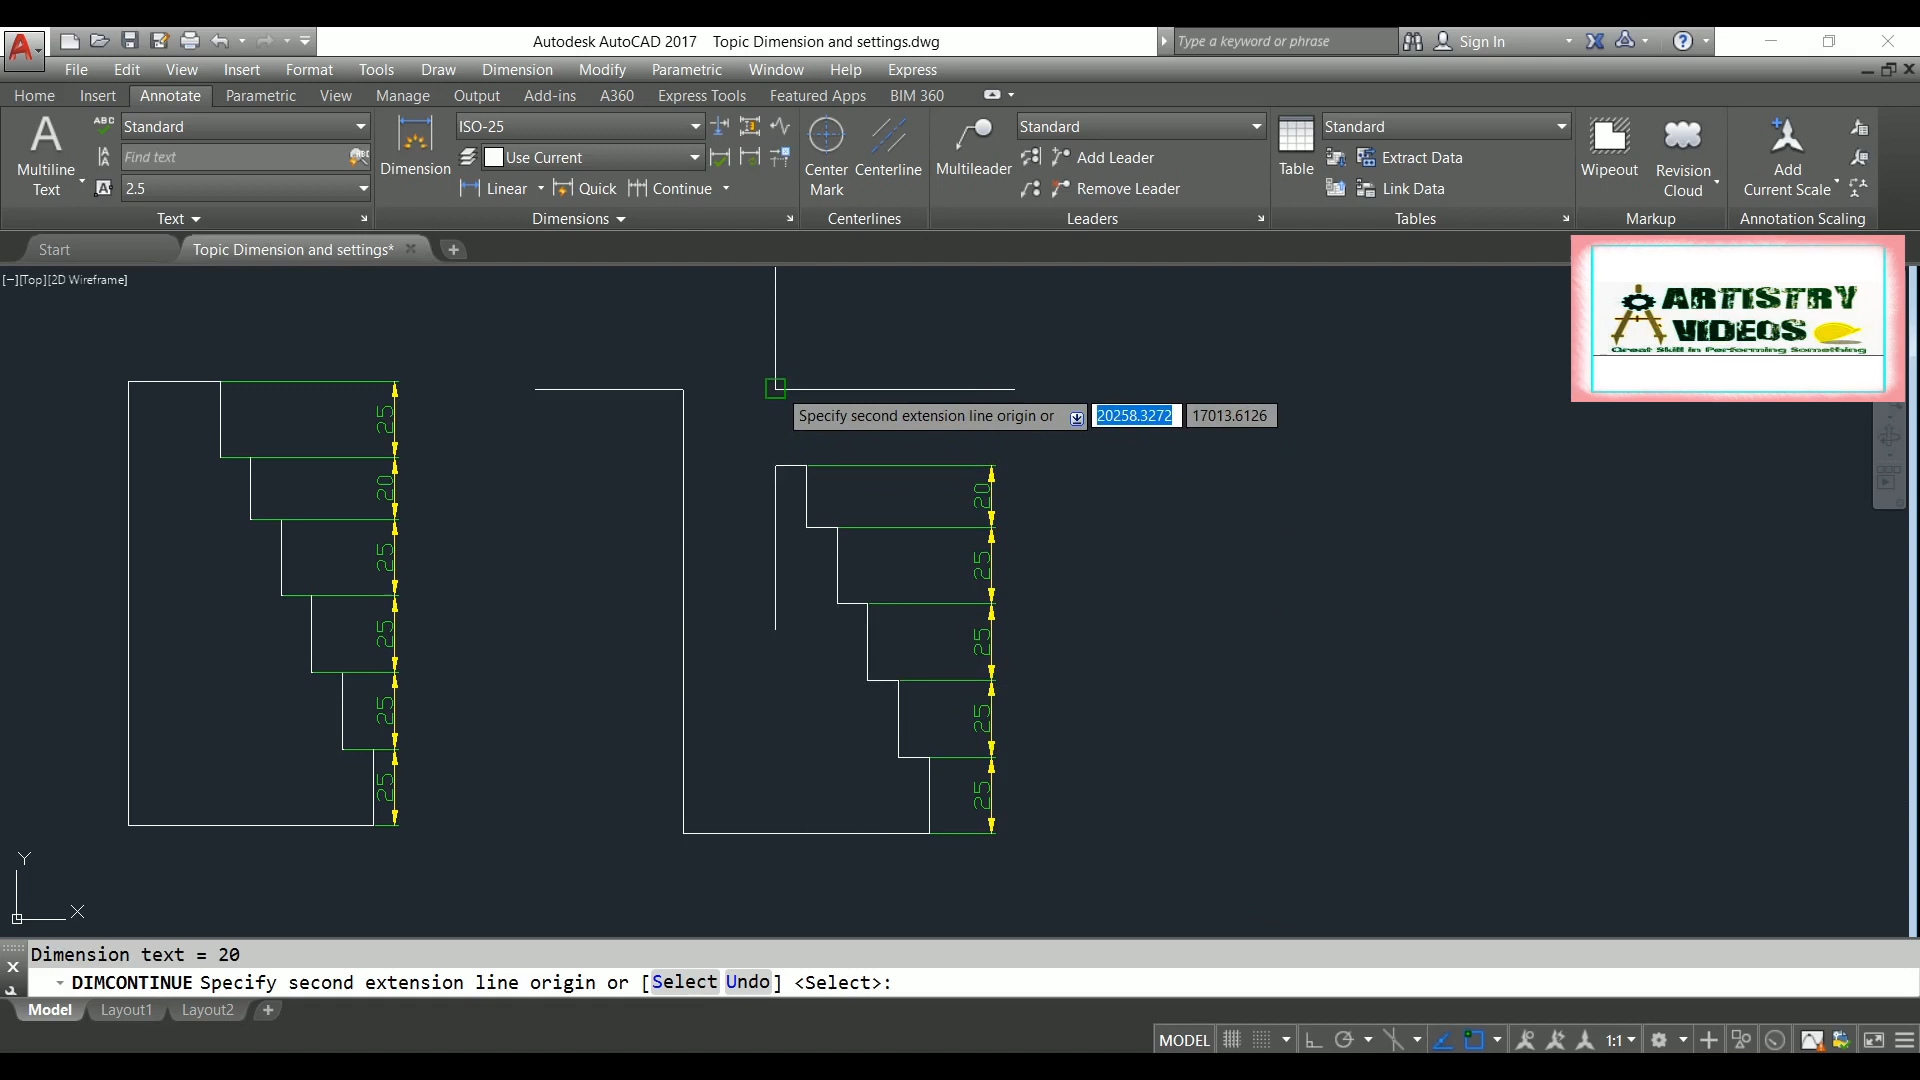 Autodesk AutoCAD 2017 Topic Dimension and settings.dwg
Type a keyword or phrase
Sign In
File Edit View Insert Format Tools Draw Dimension Modify Parametric Window Help Express
Home Insert Annotate Parametric View Manage Output Add-ins A360 Express Tools Featured Apps BIM 360
Multiline Text
ABC
Standard
Find text
2.5
Text
Dimension
ISO-25
Use Current
Linear Quick Continue
Dimensions
Center Mark
Centerline
Centerlines
Multileader
Standard
Add Leader
Remove Leader
Leaders
Table
Standard
Extract Data
Link Data
Tables
Wipeout
Revision Cloud
Markup
Add Current Scale
Annotation Scaling
Start
Topic Dimension and settings*
[−][Top][2D Wireframe]
ARTISTRY
VIDEOS
Great Skill in Performing Something
Specify second extension line origin or 20258.3272 17013.6126
25
20
25
25
25
25
20
25
25
25
25
Y
X
Dimension text = 20
DIMCONTINUE Specify second extension line origin or [Select Undo] <Select>:
Model Layout1 Layout2
MODEL
1:1